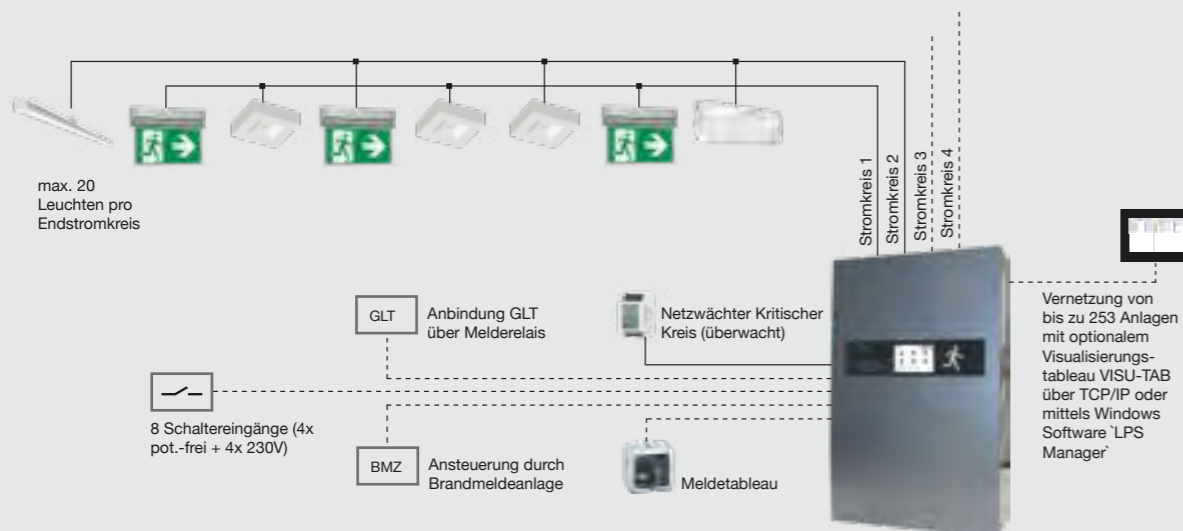 max. 20
Leuchten pro
Endstromkreis
Stromkreis 1
Stromkreis 2
Stromkreis 3
Stromkreis 4
GLT
Anbindung GLT
über Melderelais
Netzwächter Kritischer
Kreis (überwacht)
8 Schaltereingänge (4x
pot.-frei + 4x 230V)
BMZ
Ansteuerung durch
Brandmeldeanlage
Meldetableau
Vernetzung von
bis zu 253 Anlagen
mit optionalem
Visualisierungs-
tableau VISU-TAB
über TCP/IP oder
mittels Windows
Software `LPS
Manager`